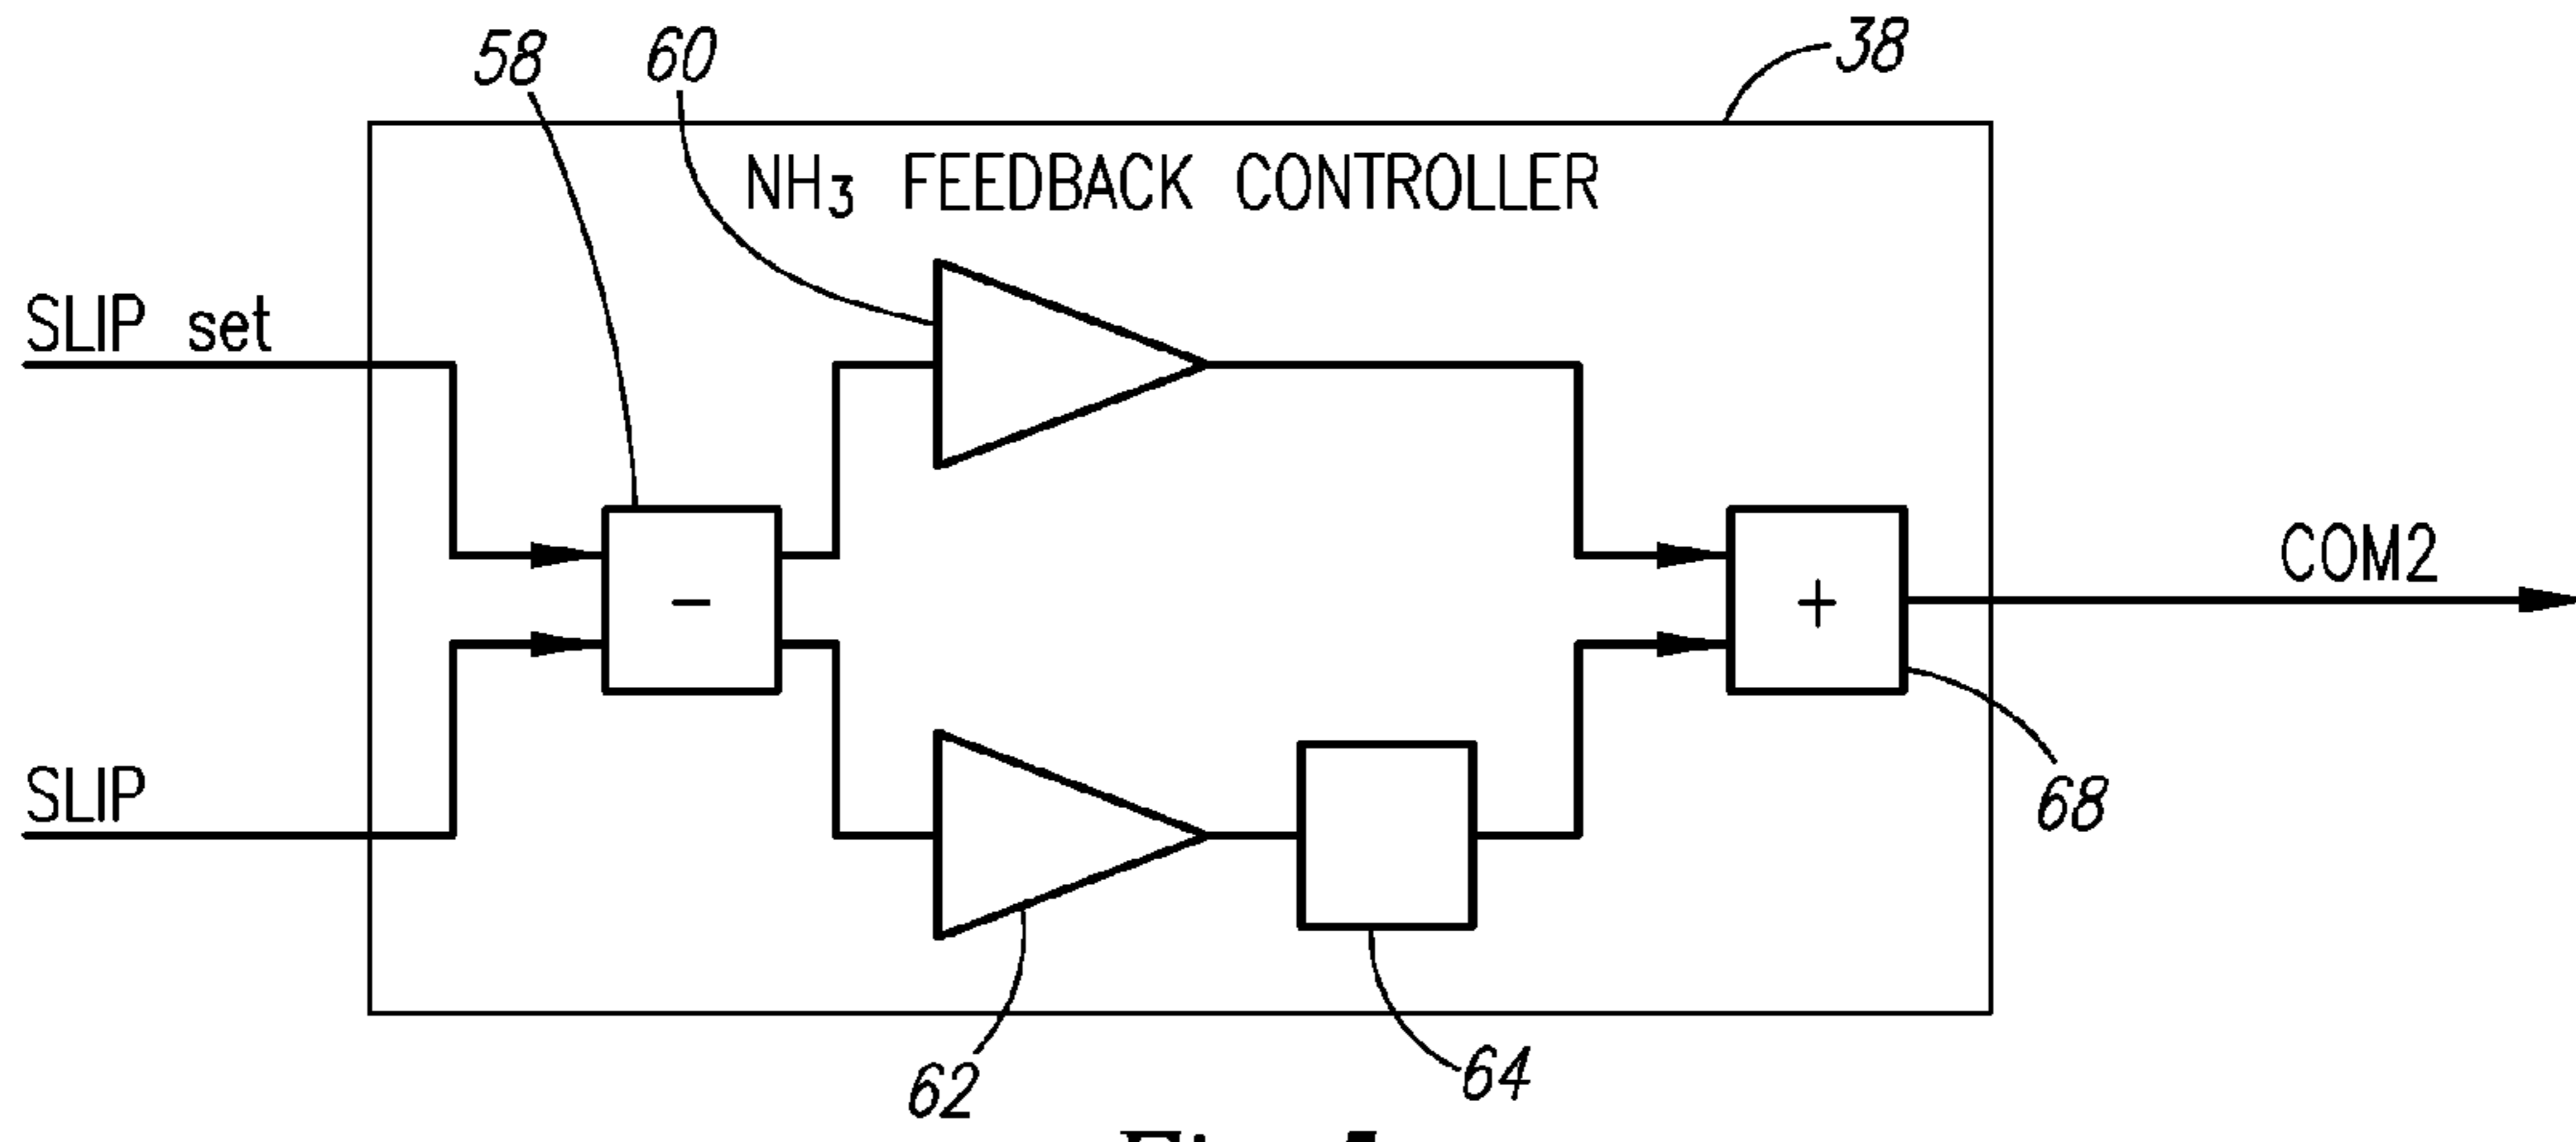 58
60
38
NH₃ FEEDBACK CONTROLLER
SLIP set
-
+
COM2
SLIP
68
62
64